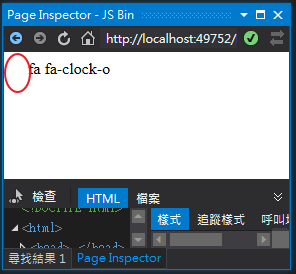 Page Inspector - JS Bin
http://localhost:49752/
fa fa-clock-o
檢查 HTML 檔案
<!DOCTYPE html>
<html>
<head> </head>
樣式 追蹤樣式 呼叫
尋找結果 1 Page Inspector